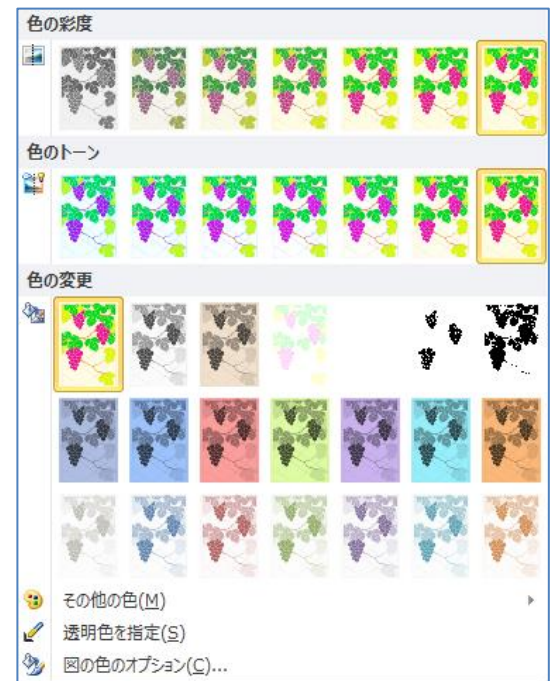 色の彩度
色のトーン
色の変更
その他の色(M)
透明色を指定(S)
図の色のオプション(C)...